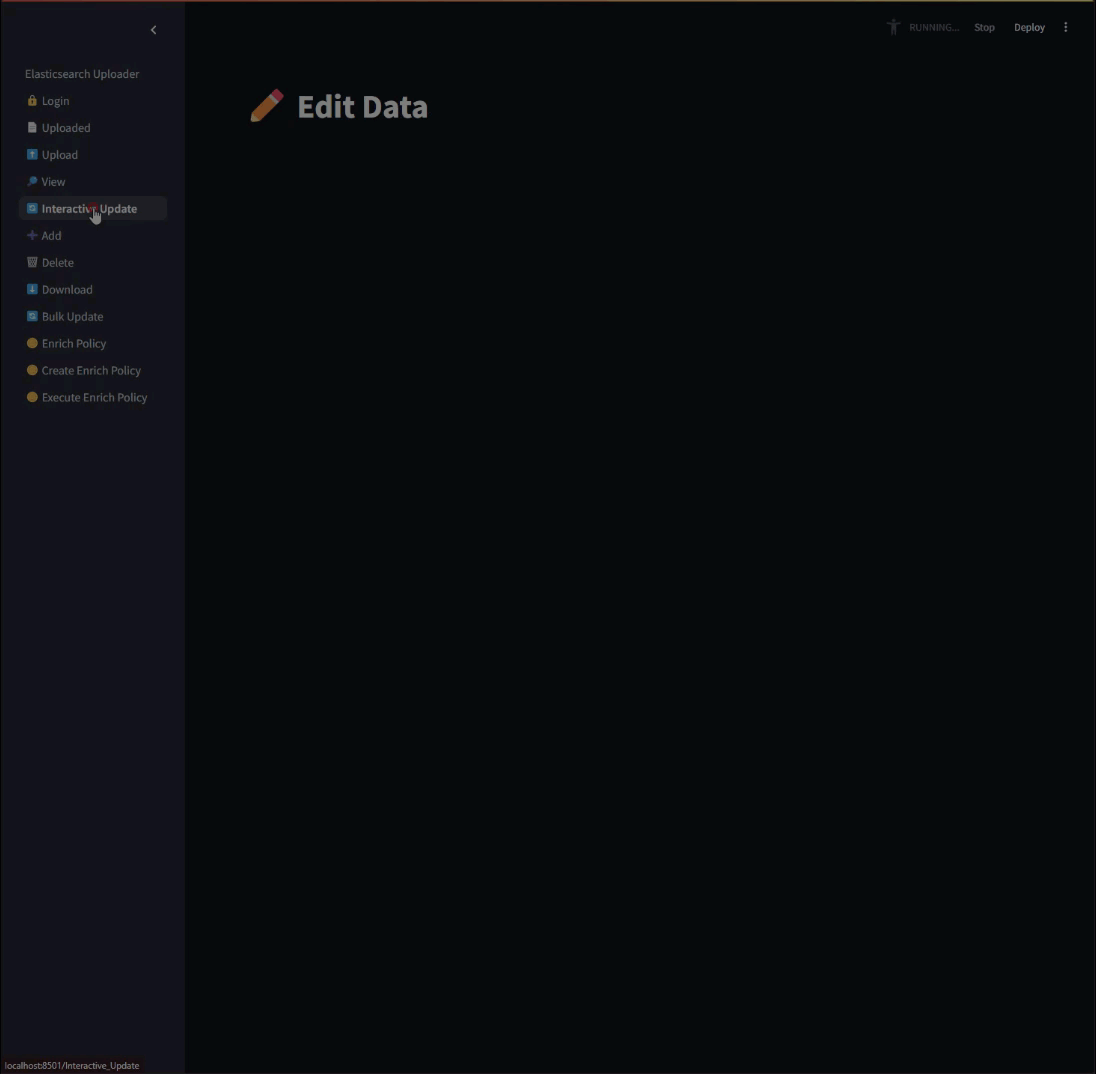 RUNNING...
Stop
Deploy
Elasticsearch Uploader
Login
Uploaded
Upload
View
Interactive Update
Add
Delete
Download
Bulk Update
Enrich Policy
Create Enrich Policy
Execute Enrich Policy
Edit Data
localhost:8501/Interactive_Update